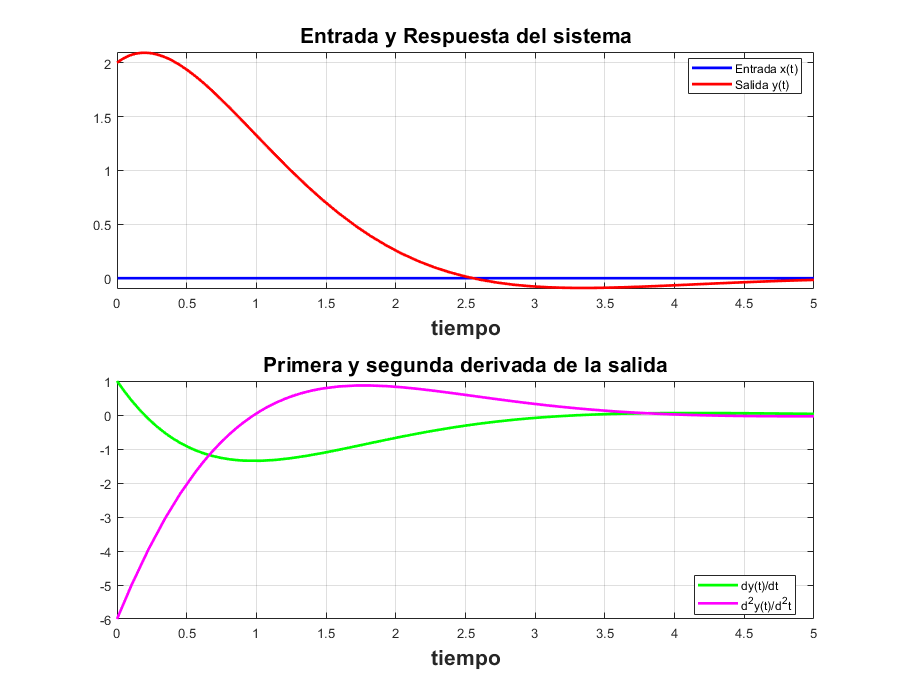 Entrada y Respuesta del sistema
Entrada x(t)
Salida y(t)
2
1.5
1
0.5
0
0 0.5 1 1.5 2 2.5 3 3.5 4 4.5 5
tiempo
Primera y segunda derivada de la salida
1
0
-1
-2
-3
-4
-5
-6
dy(t)/dt
d²y(t)/d²t
0 0.5 1 1.5 2 2.5 3 3.5 4 4.5 5
tiempo